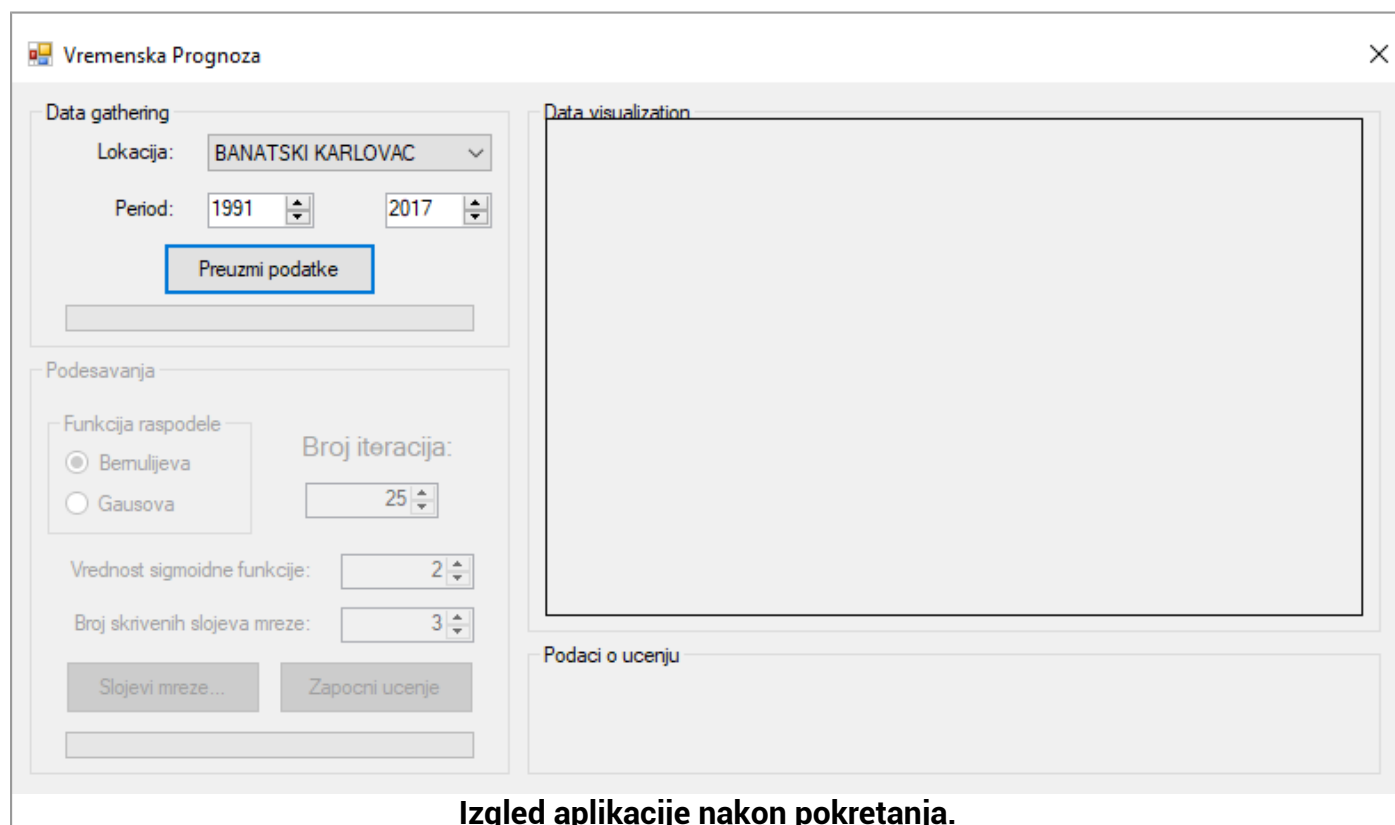 Vremenska Prognoza
Data gathering
Lokacija: BANATSKI KARLOVAC
Period: 1991 2017
Preuzmi podatke
Podesavanja
Funkcija raspodele
Bernulijeva
Gausova
Broj iteracija:
25
Vrednost sigmoidne funkcije: 2
Broj skrivenih slojeva mreze: 3
Slojevi mreze... Zapocni ucenje
Data visualization
Podaci o ucenju
Izgled aplikacije nakon pokretanja.